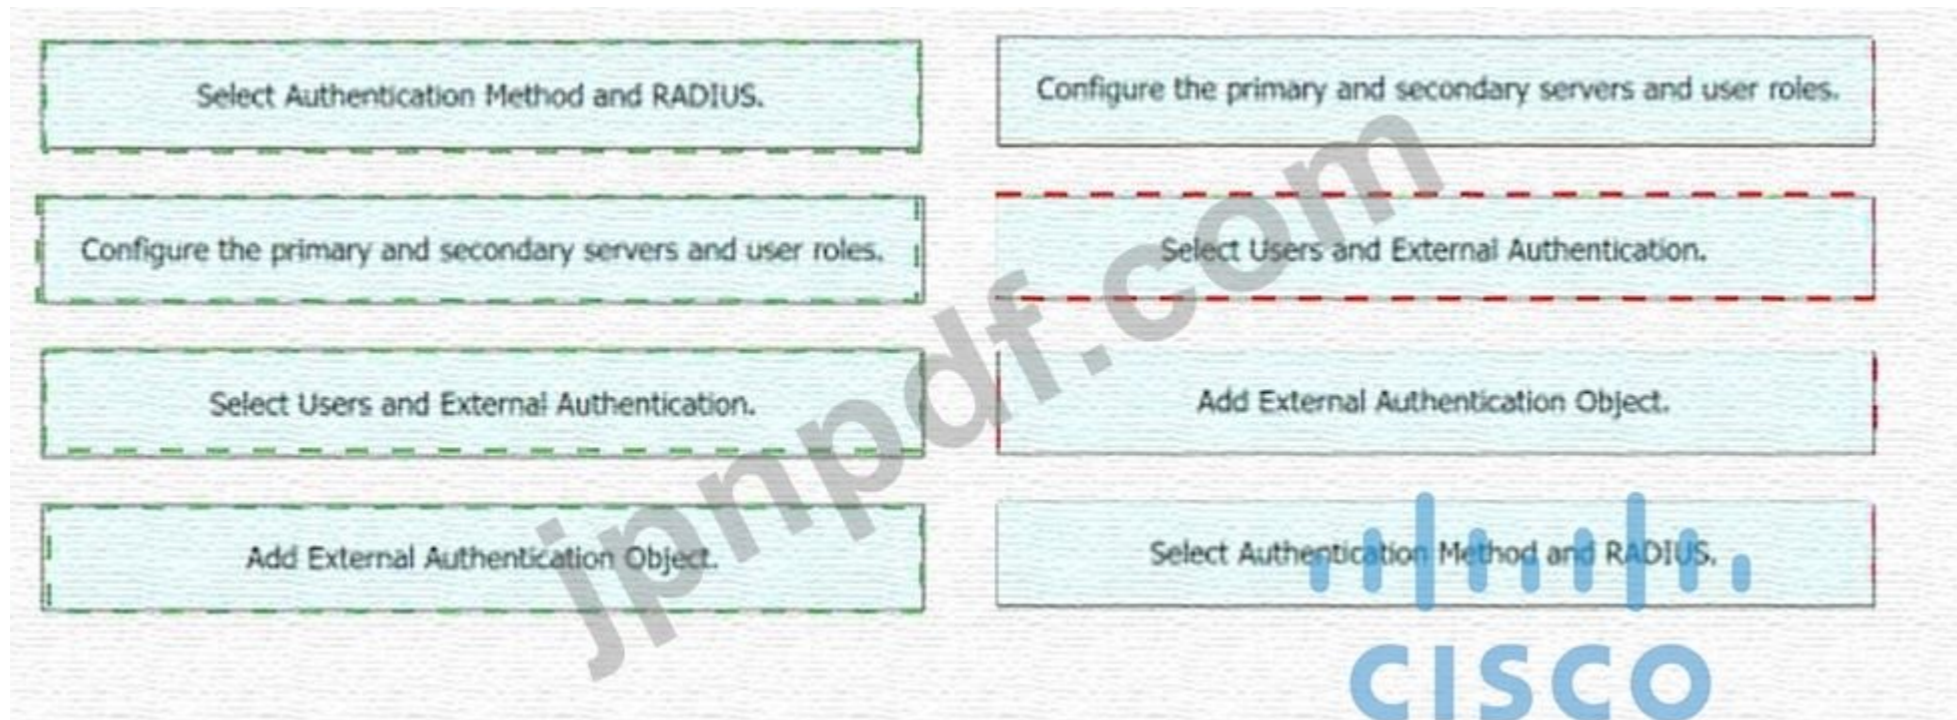 Select Authentication Method and RADIUS.
Configure the primary and secondary servers and user roles.
Configure the primary and secondary servers and user roles.
Select Users and External Authentication.
Select Users and External Authentication.
Add External Authentication Object.
Add External Authentication Object.
Select Authentication Method and RADIUS.
jpnpdf.com
CISCO